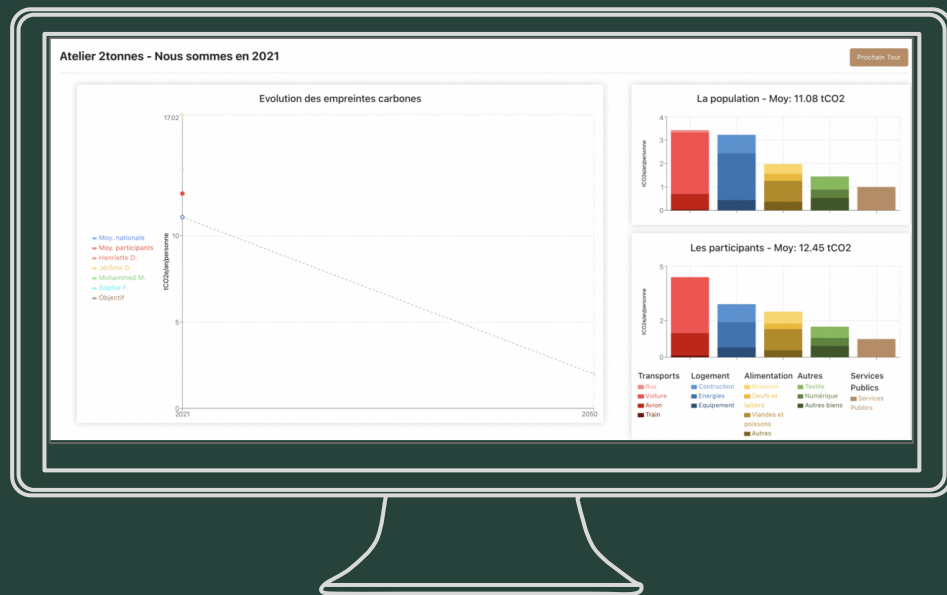 Atelier 2tonnes - Nous sommes en 2021
Prochain Tour
Evolution des empreintes carbones
17.02
10
5
0
tCO2e/an/personne
2021
2050
Moy. nationale
Moy. participants
Henriette D.
Jérôme D.
Mohammed M.
Sophie F.
Objectif
La population - Moy: 11.08 tCO2
4
3
2
1
0
tCO2e/an/personne
Les participants - Moy: 12.45 tCO2
5
2
0
tCO2e/an/personne
Transports
Bus
Voiture
Avion
Train
Logement
Contruction
Energies
Equipement
Alimentation
Boissons
Oeufs et
laitiers
Viandes et
poissons
Autres
Autres
Textile
Numérique
Autres biens
Services
Publics
Services
Publics